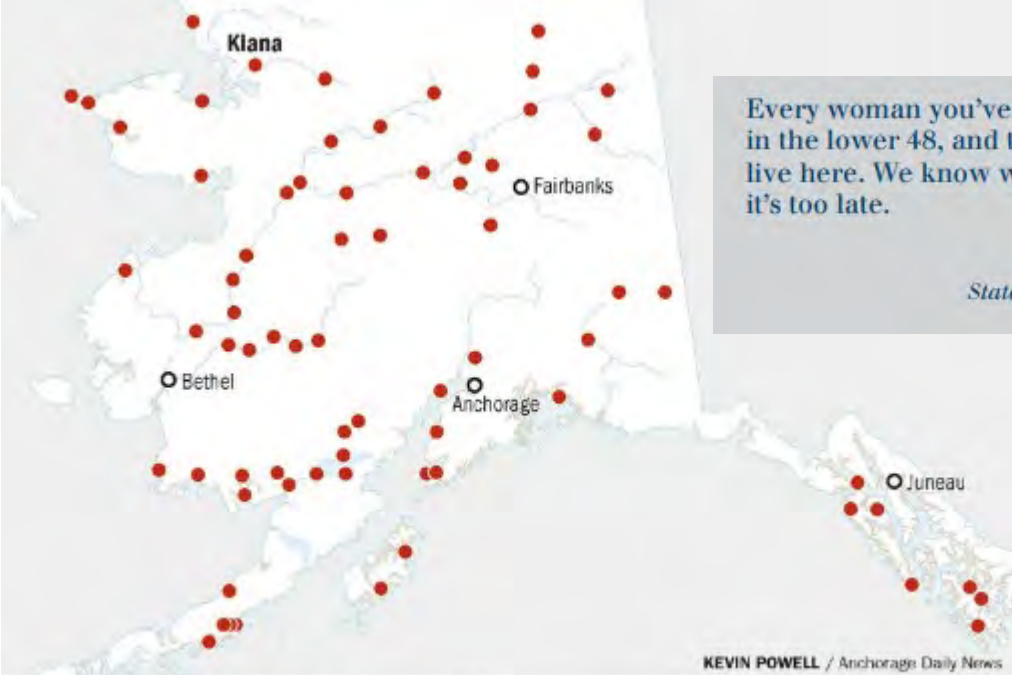 Kiana
Every woman you've
in the lower 48, and t
live here. We know w
it's too late.
Fairbanks
State
Bethel
Anchorage
Juneau
KEVIN POWELL / Anchorage Daily News